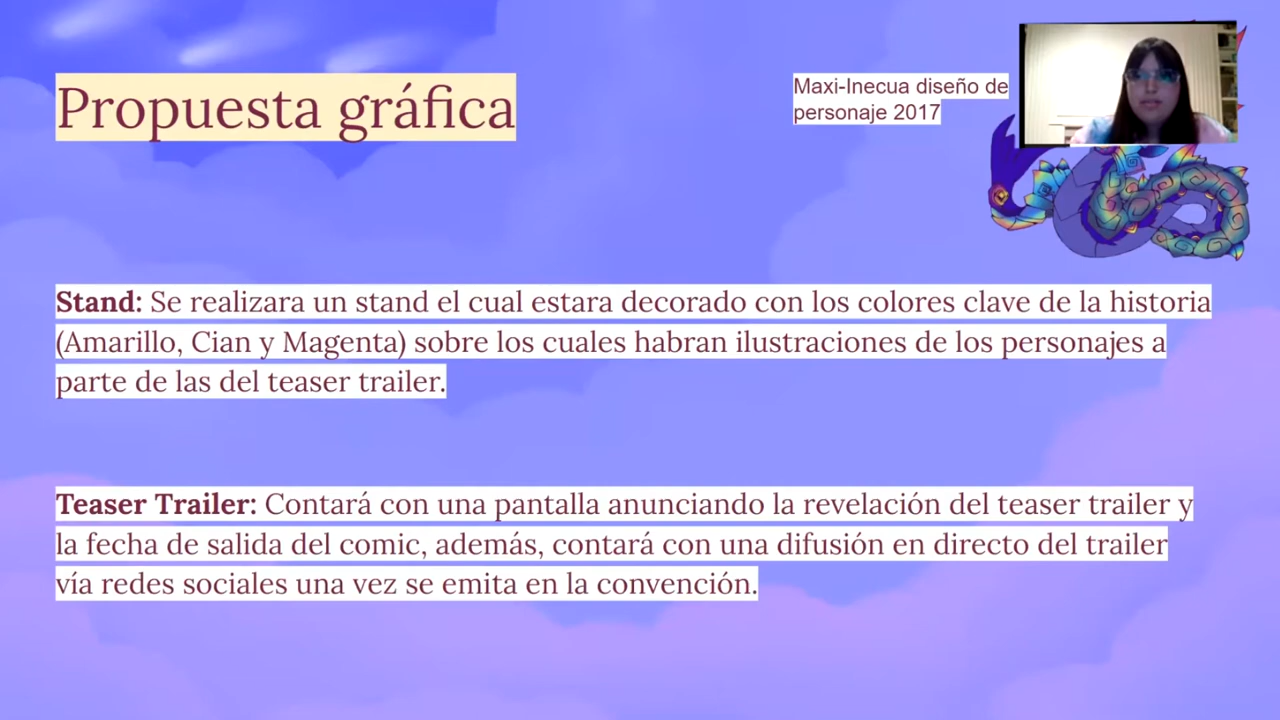 Propuesta gráfica
Maxi-Inecua diseño de
personaje 2017
Stand: Se realizara un stand el cual estara decorado con los colores clave de la historia
(Amarillo, Cian y Magenta) sobre los cuales habran ilustraciones de los personajes a
parte de las del teaser trailer.
Teaser Trailer: Contará con una pantalla anunciando la revelación del teaser trailer y
la fecha de salida del comic, además, contará con una difusión en directo del trailer
vía redes sociales una vez se emita en la convención.